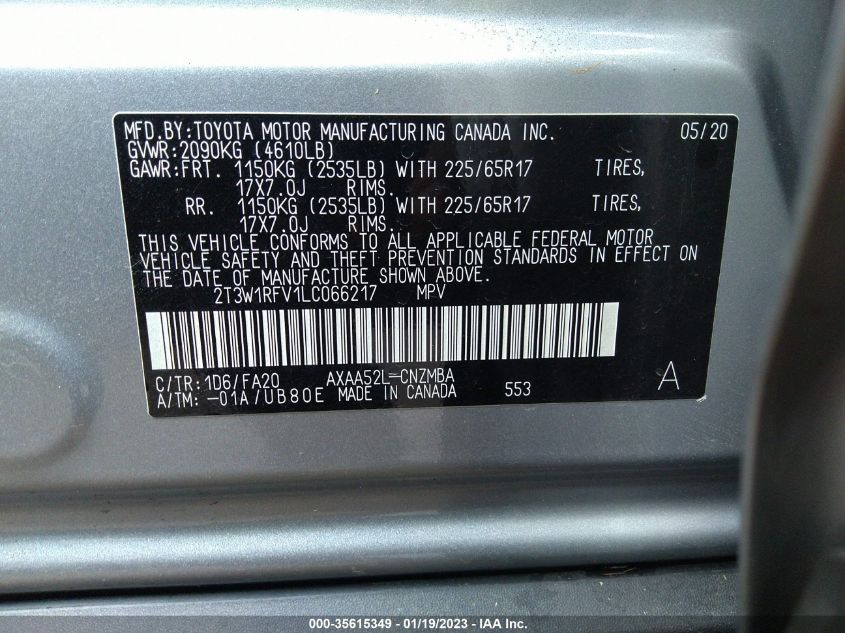 MFD.BY:TOYOTA MOTOR MANUFACTURING CANADA INC. 05/20
GVWR:2090KG (4610LB)
GAWR:FRT. 1150KG (2535LB) WITH 225/65R17 TIRES,
17X7.0J RIMS.
RR. 1150KG (2535LB) WITH 225/65R17 TIRES,
17X7.0J RIMS.
THIS VEHICLE CONFORMS TO ALL APPLICABLE FEDERAL MOTOR
VEHICLE SAFETY AND THEFT PREVENTION STANDARDS IN EFFECT ON
THE DATE OF MANUFACTURE SHOWN ABOVE.
2T3W1RFV1LC066217 MPV
C/TR:1D6/FA20 AXAA52L-CNZMBA A
A/TM:-01A/UB80E MADE IN CANADA 553
000-35615349 - 01/19/2023 - IAA Inc.